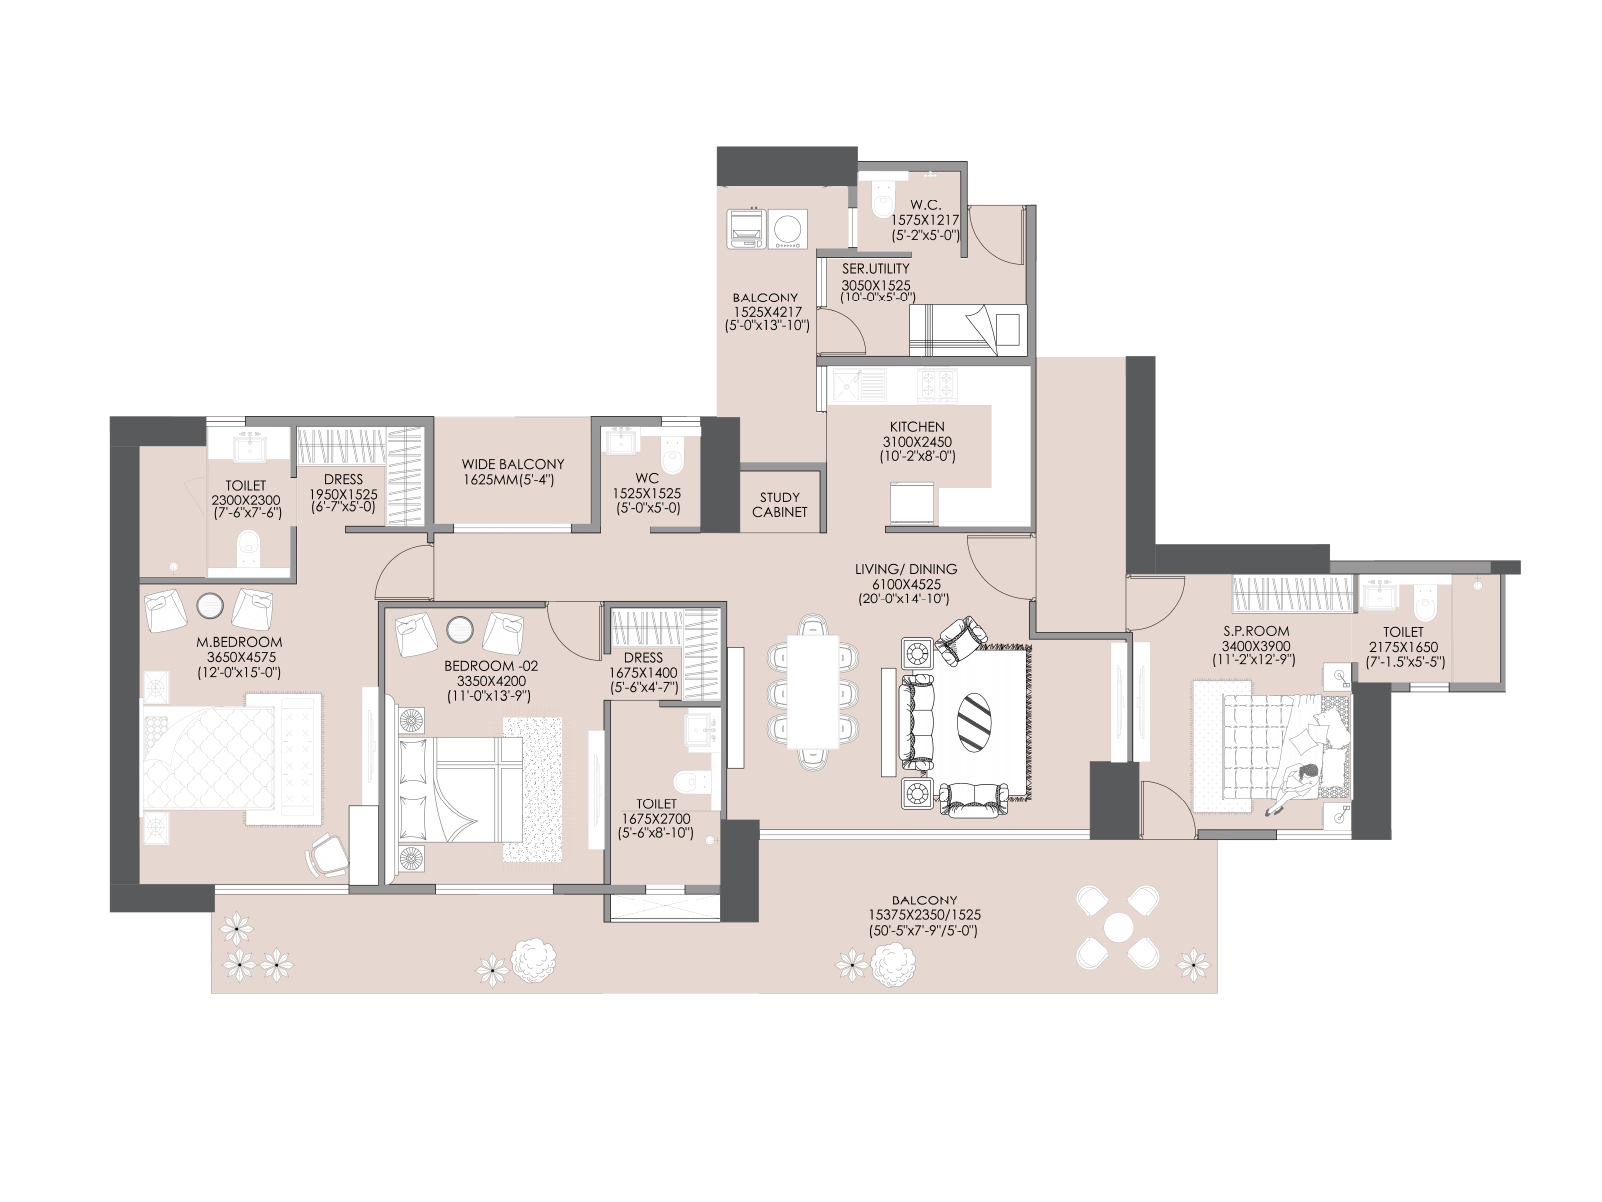 W.C.
1575X1217
(5'-2"x5'-0")
SER.UTILITY
3050X1525
(10'-0"x5'-0")
BALCONY
1525X4217
(5'-0"x13'-10")
KITCHEN
3100X2450
(10'-2"x8'-0")
WIDE BALCONY
1625MM(5'-4")
WC
1525X1525
(5'-0"x5'-0)
TOILET
2300X2300
(7'-6"x7'-6")
DRESS
1950X1525
(6'-7"x5'-0)
STUDY
CABINET
LIVING/ DINING
6100X4525
(20'-0"x14'-10")
M.BEDROOM
3650X4575
(12'-0"x15'-0")
BEDROOM -02
3350X4200
(11'-0"x13'-9")
DRESS
1675X1400
(5'-6"x4'-7")
S.P.ROOM
3400X3900
(11'-2"x12'-9")
TOILET
2175X1650
(7'-1.5"x5'-5")
TOILET
1675X2700
(5'-6"x8'-10")
BALCONY
15375X2350/1525
(50'-5"x7'-9"/5'-0")